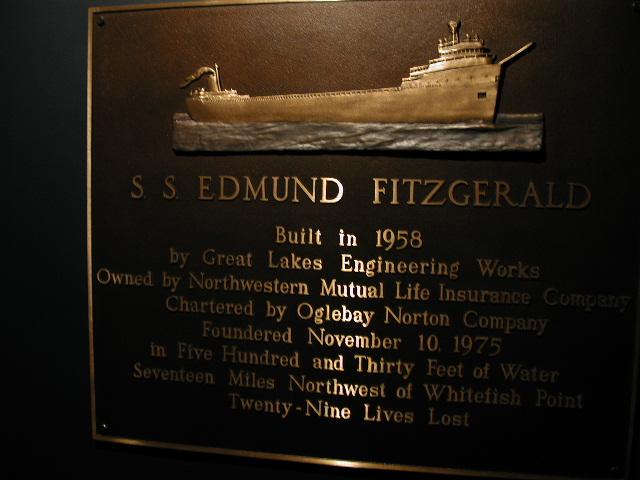 S. S. EDMUND FITZGERALD
Built in 1958
by Great Lakes Engineering Works
Owned by Northwestern Mutual Life Insurance Company
Chartered by Oglebay Norton Company
Foundered November 10, 1975
in Five Hundred and Thirty Feet of Water
Seventeen Miles Northwest of Whitefish Point
Twenty-Nine Lives Lost